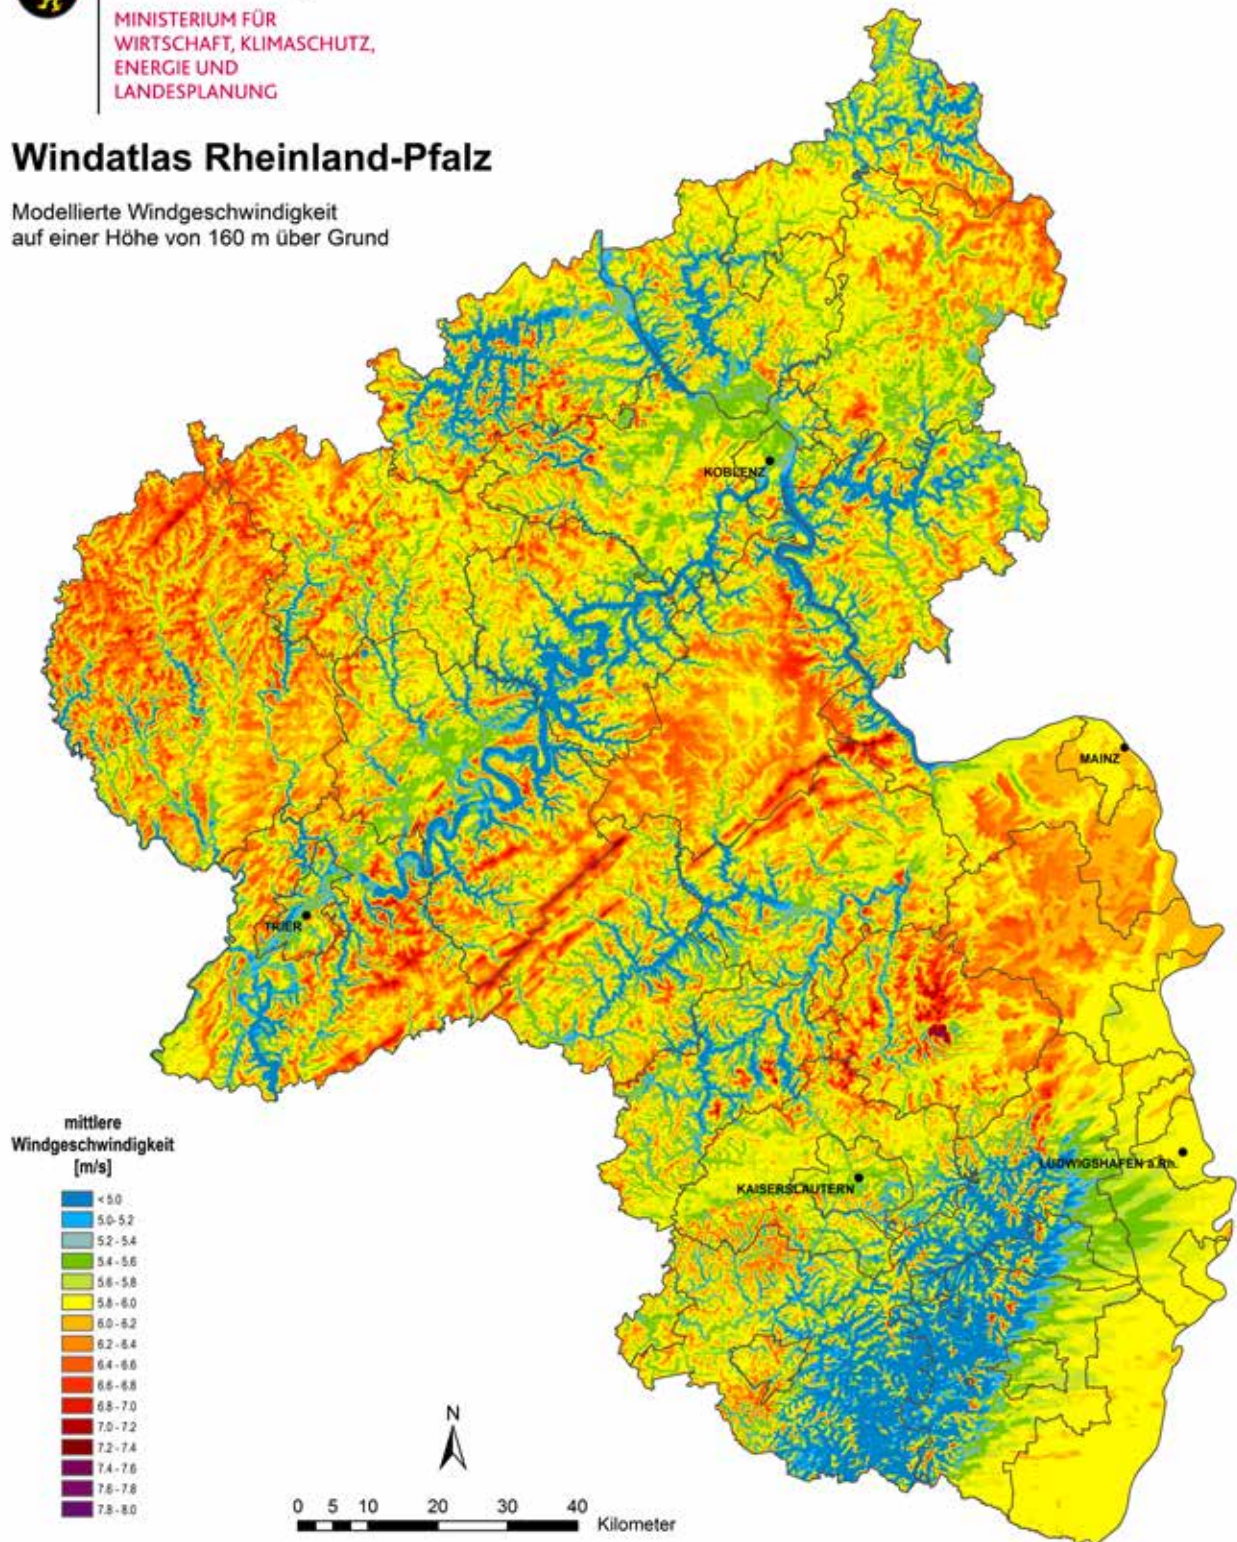 MINISTERIUM FÜR
WIRTSCHAFT, KLIMASCHUTZ,
ENERGIE UND
LANDESPLANUNG
Windatlas Rheinland-Pfalz
Modellierte Windgeschwindigkeit
auf einer Höhe von 160 m über Grund
KOBLENZ
MAINZ
TRIER
LUDWIGSHAFEN a.Rh.
KAISERSLAUTERN
mittlere
Windgeschwindigkeit
[m/s]
< 5.0
5.0 - 5.2
5.2 - 5.4
5.4 - 5.6
5.6 - 5.8
5.8 - 6.0
6.0 - 6.2
6.2 - 6.4
6.4 - 6.6
6.6 - 6.8
6.8 - 7.0
7.0 - 7.2
7.2 - 7.4
7.4 - 7.6
7.6 - 7.8
7.8 - 8.0
N
0 5 10 20 30 40
Kilometer